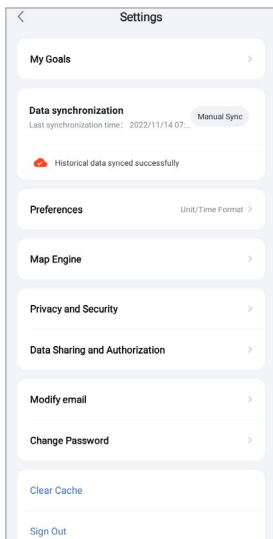 Settings
My Goals
Data synchronization
Manual Sync
Last synchronization time： 2022/11/14 07:...
Historical data synced successfully
Preferences
Unit/Time Format
Map Engine
Privacy and Security
Data Sharing and Authorization
Modify email
Change Password
Clear Cache
Sign Out